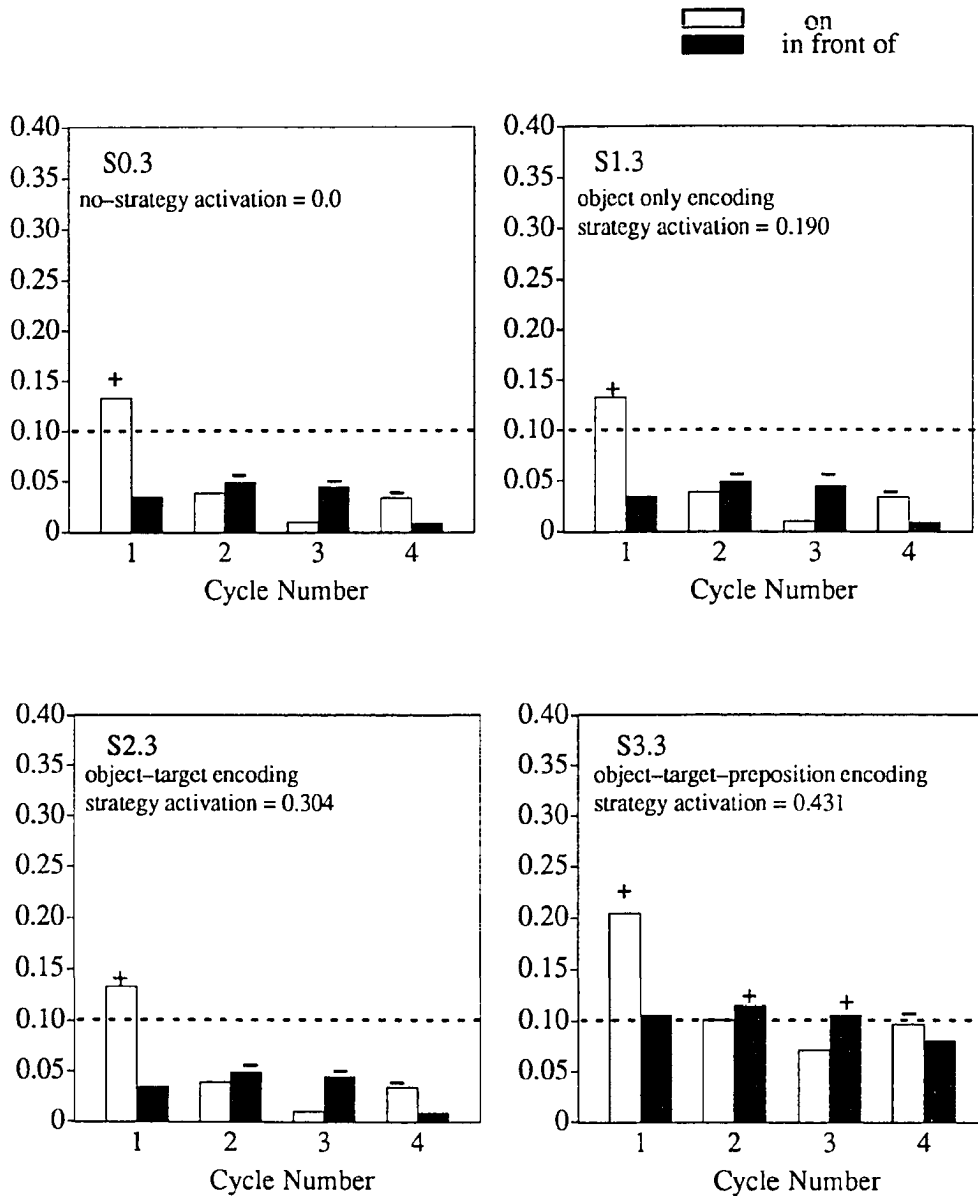 on
in front of
0.40
0.35
0.30
0.25
0.20
0.15
0.10
0.05
0
S0.3
no–strategy activation = 0.0
+
–
–
–
1 2 3 4
Cycle Number
0.40
0.35
0.30
0.25
0.20
0.15
0.10
0.05
0
S1.3
object only encoding
strategy activation = 0.190
+
–
–
–
1 2 3 4
Cycle Number
0.40
0.35
0.30
0.25
0.20
0.15
0.10
0.05
0
S2.3
object–target encoding
strategy activation = 0.304
+
–
–
–
1 2 3 4
Cycle Number
0.40
0.35
0.30
0.25
0.20
0.15
0.10
0.05
0
S3.3
object–target–preposition encoding
strategy activation = 0.431
+
+
+
–
1 2 3 4
Cycle Number